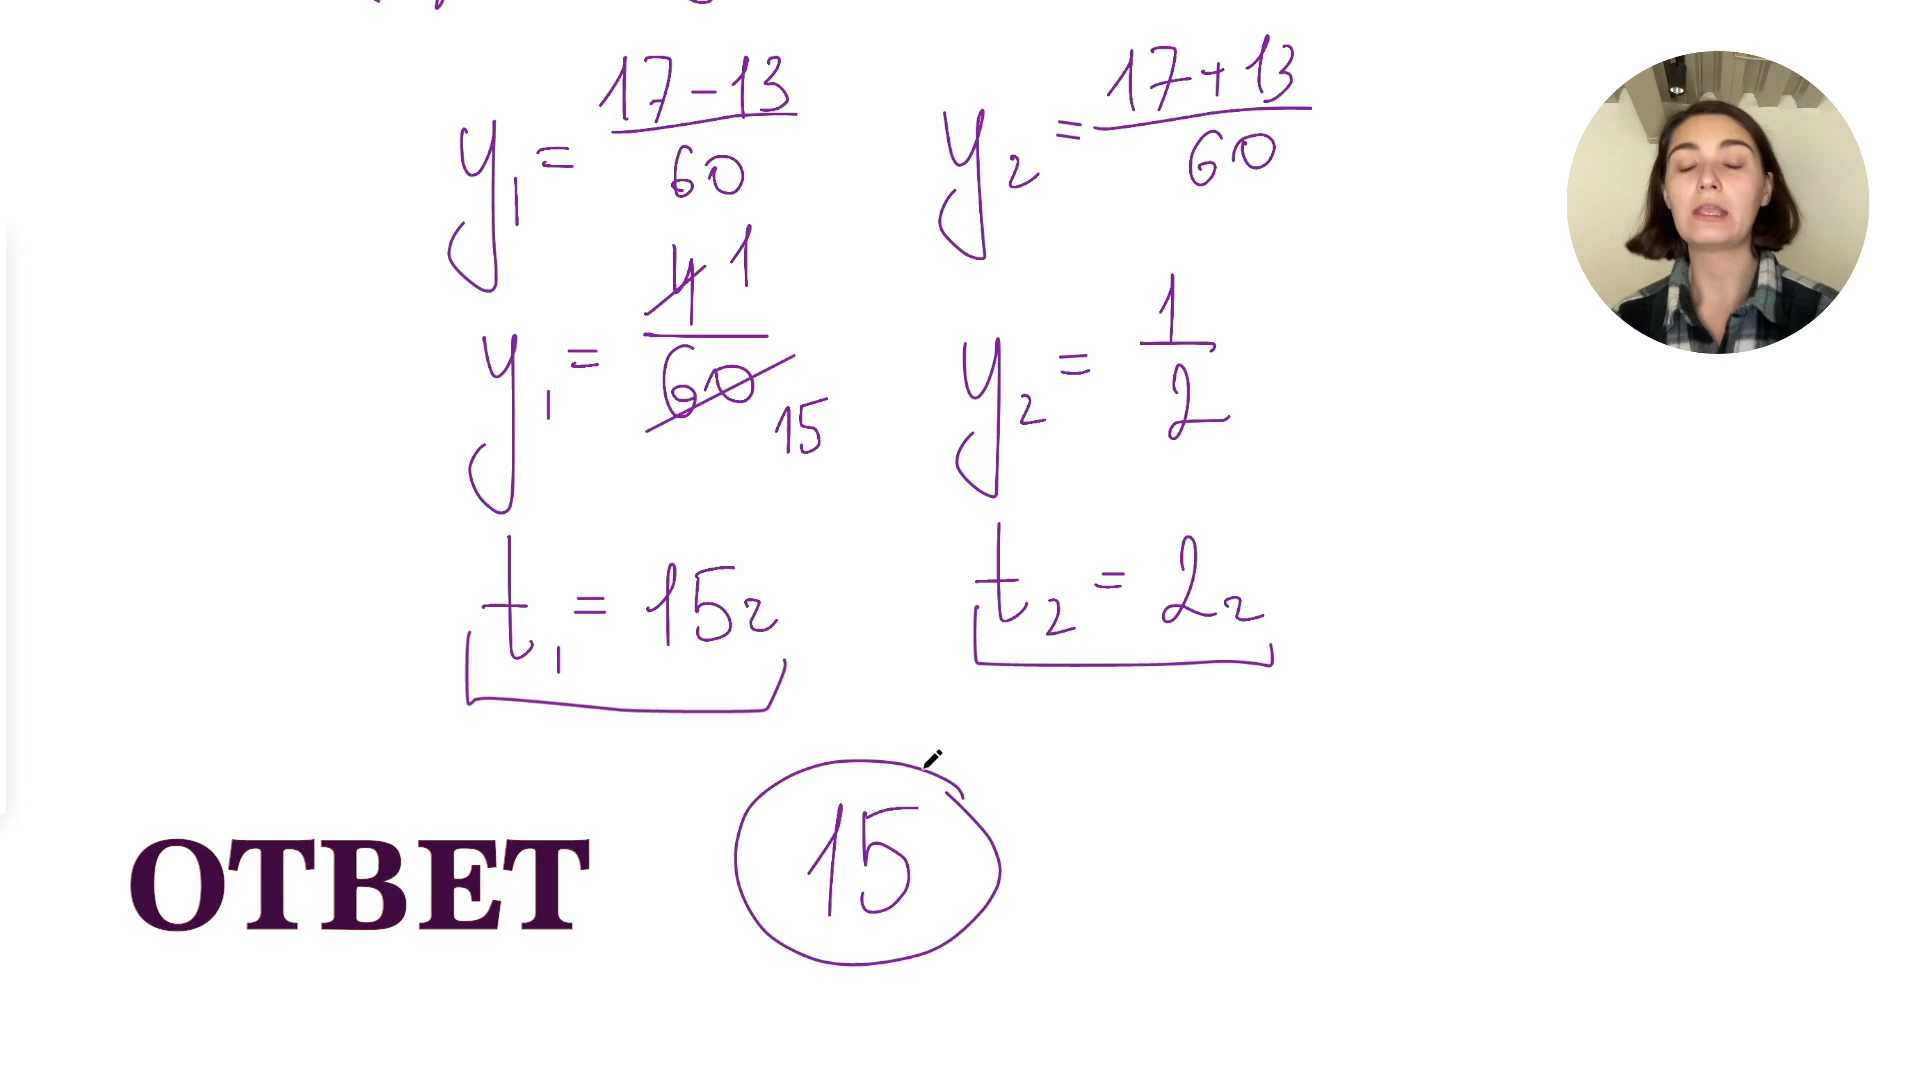 y₁ = (17 - 13)/60
y₂ = (17 + 13)/60
y₁ = 4 1/60 15
y₂ = 1/2
t₁ = 15г
t₂ = 2г
ОТВЕТ 15